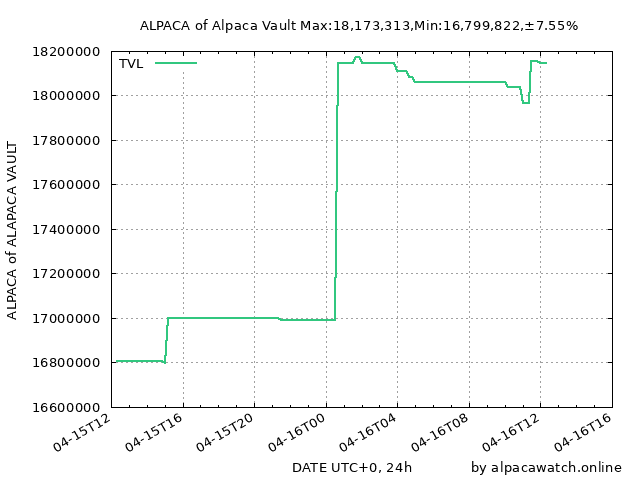 ALPACA of Alpaca Vault Max:18,173,313,Min:16,799,822,±7.55%
TVL
18200000
18000000
17800000
17600000
17400000
17200000
17000000
16800000
16600000
ALPACA of ALAPACA VAULT
04-15T12
04-15T16
04-15T20
04-16T00
04-16T04
04-16T08
04-16T12
04-16T16
DATE UTC+0, 24h
by alpacawatch.online